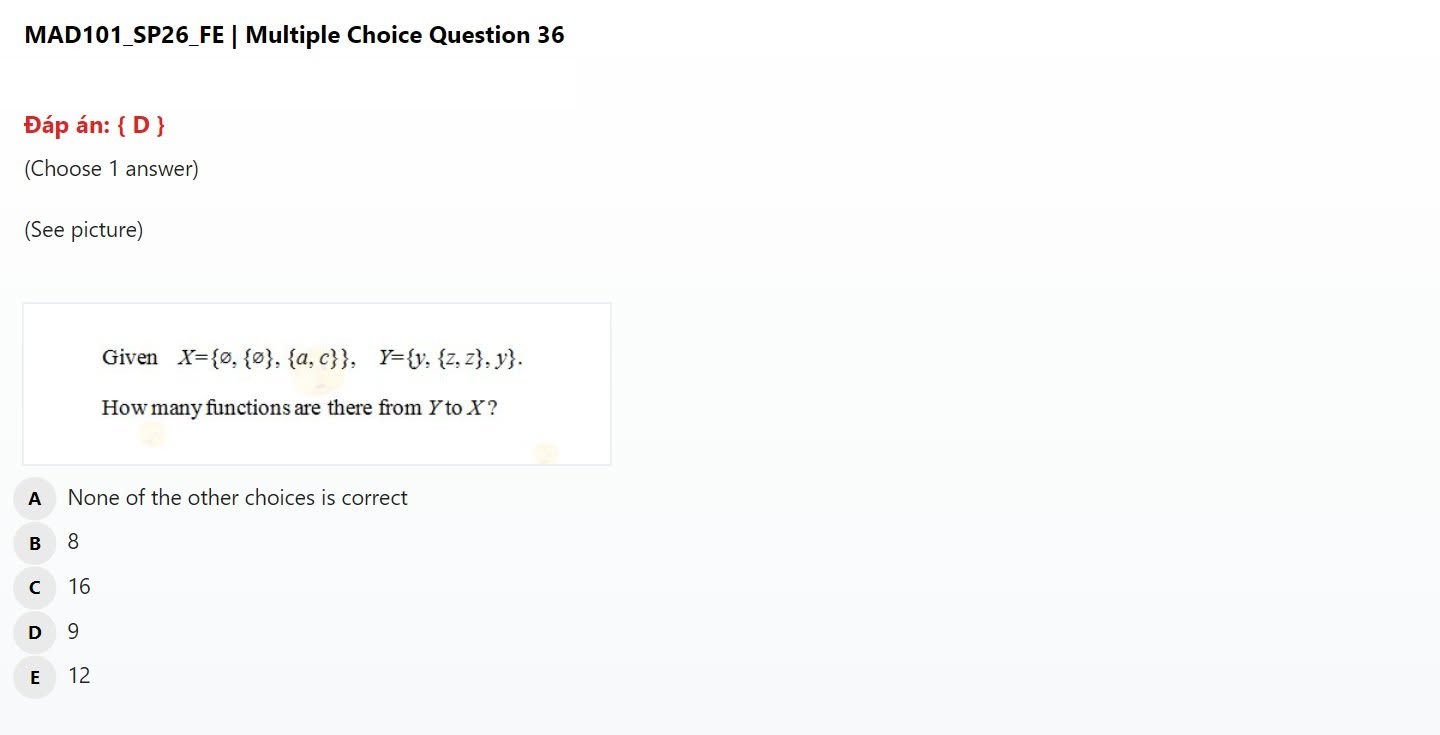 MAD101_SP26_FE | Multiple Choice Question 36
Đáp án: { D }
(Choose 1 answer)
(See picture)
Given X={∅, {∅}, {a, c}}, Y={y, {z, z}, y}.
How many functions are there from Y to X?
A None of the other choices is correct
B 8
C 16
D 9
E 12